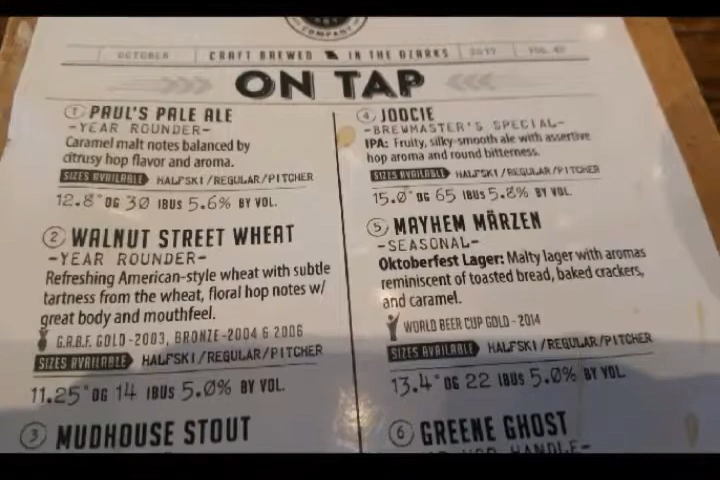 COMPANY
OCTOBER
CRAFT BREWED IN THE OZARKS
2017
ON TAP
1 PAUL'S PALE ALE
-YEAR ROUNDER-
Caramel malt notes balanced by
citrusy hop flavor and aroma.
SIZES AVAILABLE HALFSKI/REGULAR/PITCHER
12.8° OG 30 IBUS 5.6% BY VOL.
2 WALNUT STREET WHEAT
-YEAR ROUNDER-
Refreshing American-style wheat with subtle
tartness from the wheat, floral hop notes w/
great body and mouthfeel.
G.A.B.F. GOLD-2003, BRONZE-2004 & 2006
SIZES AVAILABLE HALFSKI/REGULAR/PITCHER
11.25° OG 14 IBUS 5.0% BY VOL.
3 MUDHOUSE STOUT
4 JOOCIE
-BREWMASTER'S SPECIAL-
IPA: Fruity, silky-smooth ale with assertive
hop aroma and round bitterness.
SIZES AVAILABLE HALFSKI/REGULAR/PITCHER
15.0° OG 65 IBUS 5.8% BY VOL.
5 MAYHEM MÄRZEN
-SEASONAL-
Oktoberfest Lager: Malty lager with aromas
reminiscent of toasted bread, baked crackers,
and caramel.
WORLD BEER CUP GOLD-2014
SIZES AVAILABLE HALFSKI/REGULAR/PITCHER
13.4° OG 22 IBUS 5.0% BY VOL.
6 GREENE GHOST
HOP HANDLE-